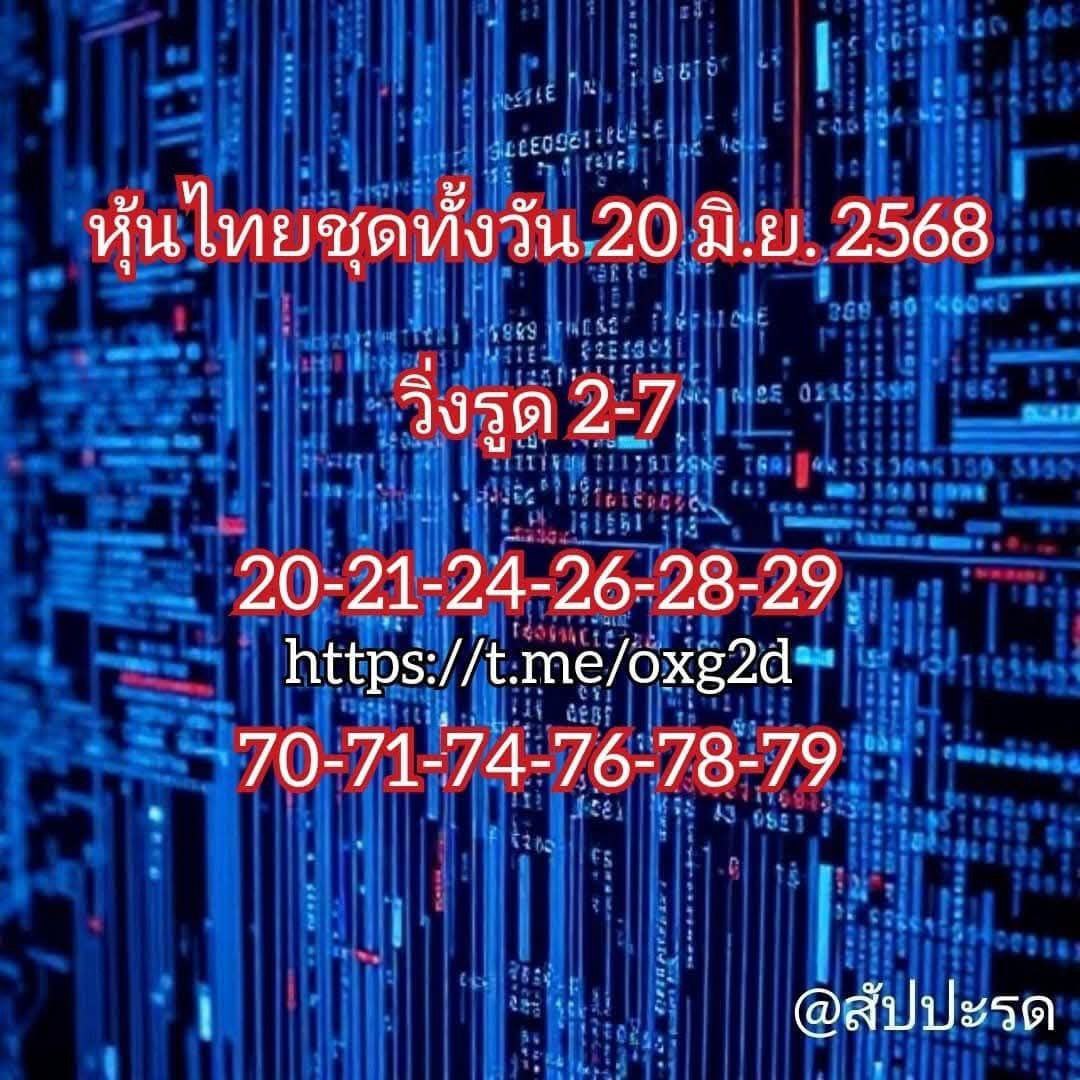 หุ้นไทยชุดทั้งวัน 20 มิ.ย. 2568
วิ่งรูด 2-7
20-21-24-26-28-29
https://t.me/oxg2d
70-71-74-76-78-79
@สัปปะรด